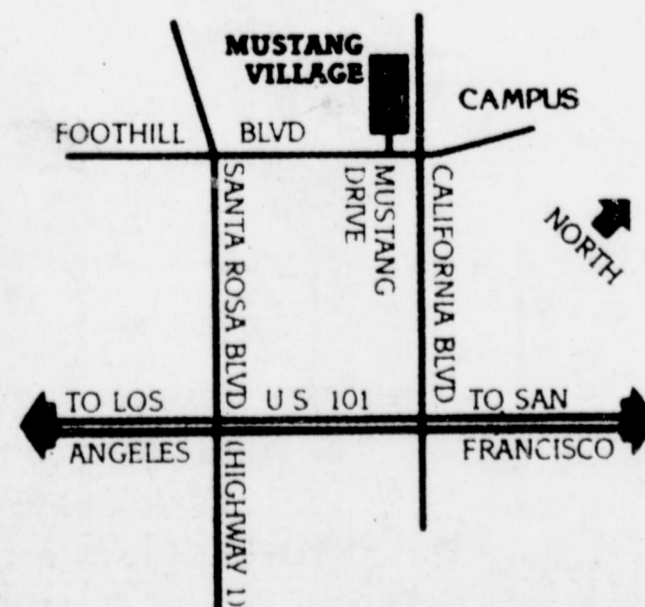 MUSTANG
VILLAGE
CAMPUS
FOOTHILL BLVD
SANTA ROSA BLVD (HIGHWAY 1)
MUSTANG
DRIVE
CALIFORNIA BLVD
NORTH
TO LOS
ANGELES
U S 101
TO SAN
FRANCISCO